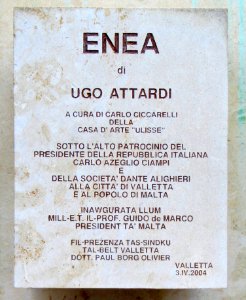 ENEA
di
UGO ATTARDI
A CURA DI CARLO CICCARELLI
DELLA
CASA D' ARTE "ULISSE"
SOTTO L'ALTO PATROCINIO DEL
PRESIDENTE DELLA REPUBBLICA ITALIANA
CARLO AZEGLIO CIAMPI
E
DELLA SOCIETA' DANTE ALIGHIERI
ALLA CITTA' DI VALLETTA
E AL POPOLO DI MALTA
INAWGURATA LLUM
MILL-E.T. IL-PROF. GUIDO de MARCO
PRESIDENT TA' MALTA
FIL-PREZENZA TAS-SINDKU
TAL-BELT VALLETTA
DOTT. PAUL BORG OLIVIER
VALLETTA
3.IV.2004